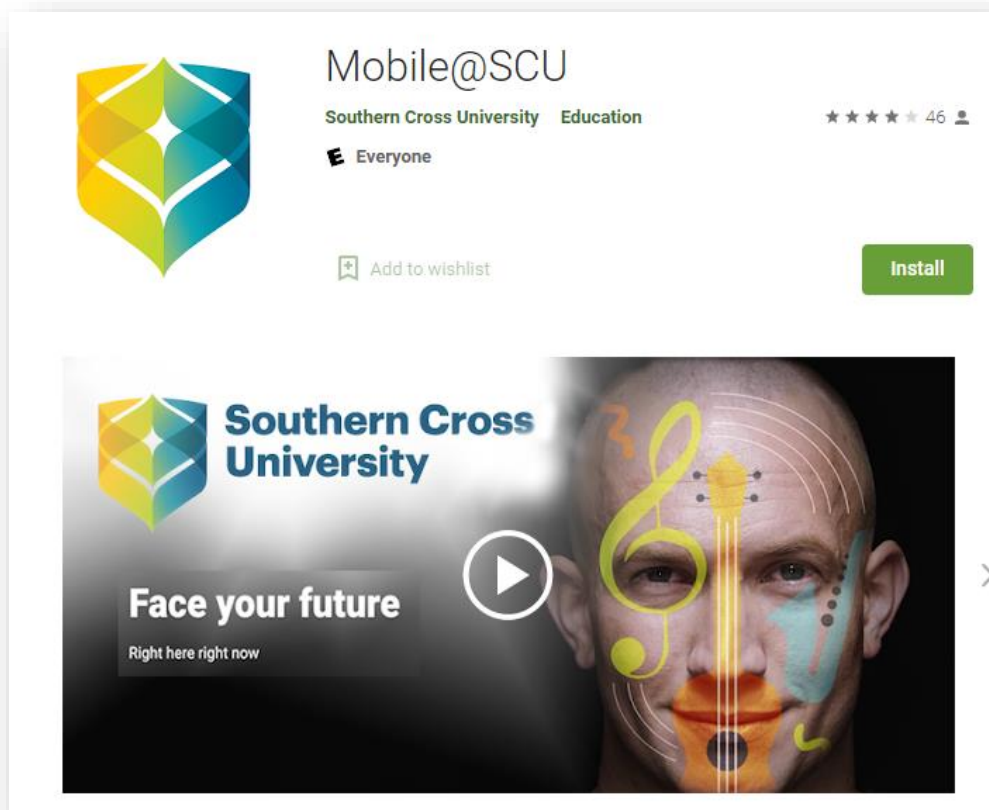 Mobile@SCU
Southern Cross University Education 46
E Everyone
Add to wishlist Install
Southern Cross
University
Face your future
Right here right now